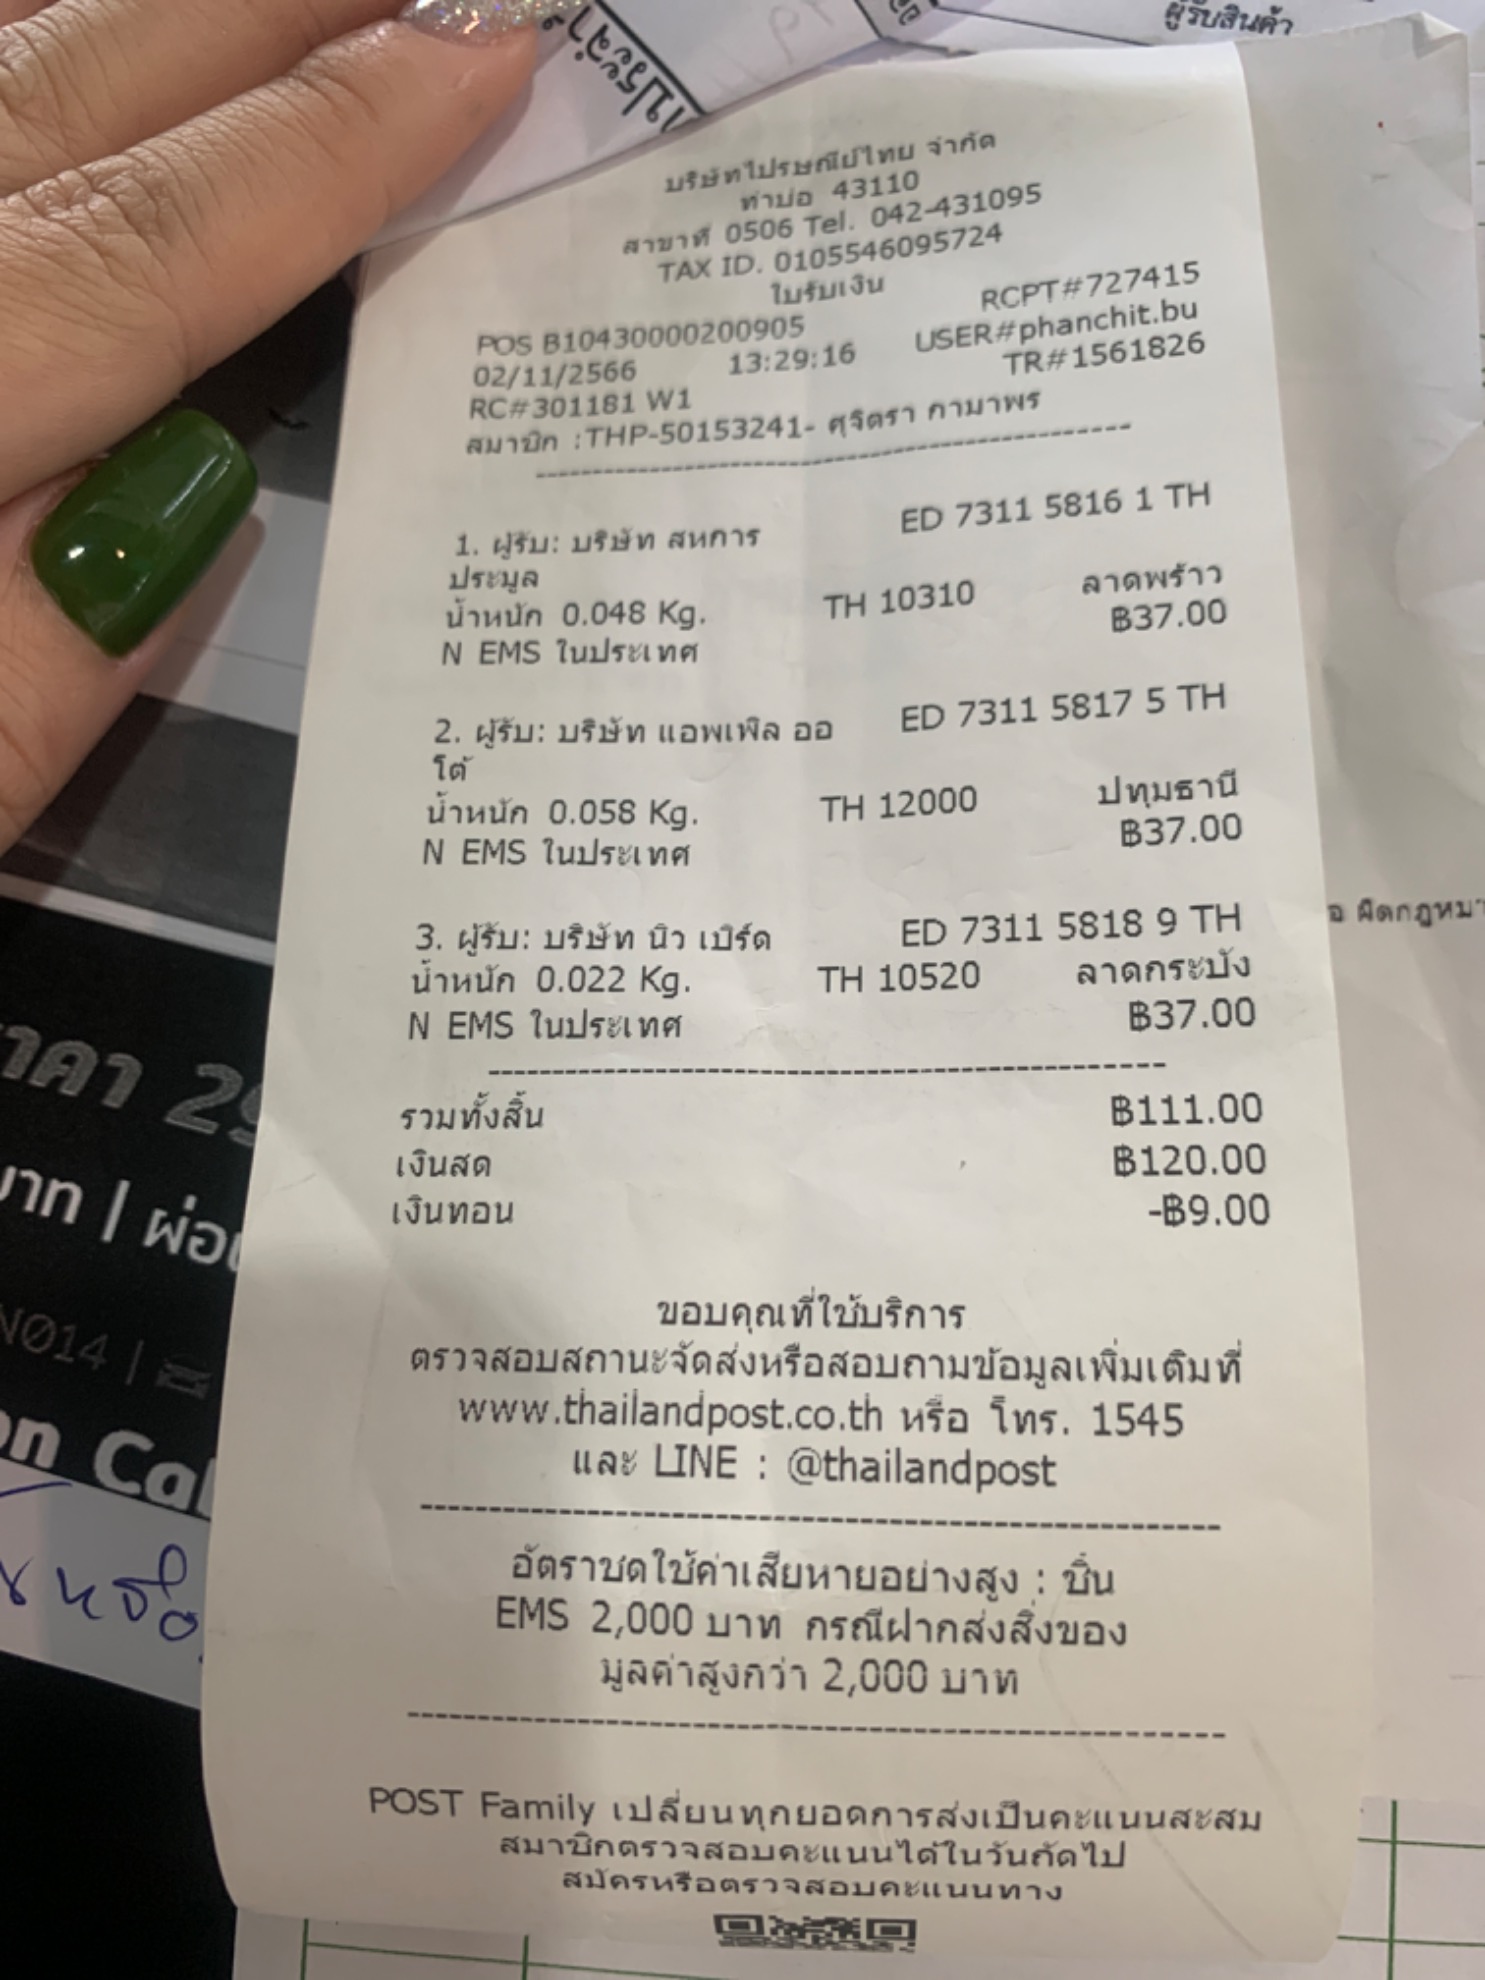 ผู้รับสินค้า
ประจำ
บริษัทไปรษณีย์ไทย จำกัด
ท่าบ่อ 43110
สาขาที่ 0506 Tel. 042-431095
TAX ID. 0105546095724
ใบรับเงิน
POS B10430000200905 RCPT#727415
02/11/2566 13:29:16 USER#phanchit.bu
RC#301181 W1 TR#1561826
สมาชิก :THP-50153241- ศุจิตรา กามาพร
1. ผู้รับ: บริษัท สหการ ED 7311 5816 1 TH
ประมูล
น้ำหนัก 0.048 Kg. TH 10310 ลาดพร้าว
N EMS ในประเทศ ฿37.00
2. ผู้รับ: บริษัท แอพเพิล ออ ED 7311 5817 5 TH
โต้
น้ำหนัก 0.058 Kg. TH 12000 ปทุมธานี
N EMS ในประเทศ ฿37.00
3. ผู้รับ: บริษัท นิว เบิร์ด ED 7311 5818 9 TH
น้ำหนัก 0.022 Kg. TH 10520 ลาดกระบัง
N EMS ในประเทศ ฿37.00
รวมทั้งสิ้น ฿111.00
เงินสด ฿120.00
เงินทอน -฿9.00
ขอบคุณที่ใช้บริการ
ตรวจสอบสถานะจัดส่งหรือสอบถามข้อมูลเพิ่มเติมที่
www.thailandpost.co.th หรือ โทร. 1545
และ LINE : @thailandpost
อัตราชดใช้ค่าเสียหายอย่างสูง : ชิ้น
EMS 2,000 บาท กรณีฝากส่งสิ่งของ
มูลค่าสูงกว่า 2,000 บาท
POST Family เปลี่ยนทุกยอดการส่งเป็นคะแนนสะสม
สมาชิกตรวจสอบคะแนนได้ในวันถัดไป
สมัครหรือตรวจสอบคะแนนทาง